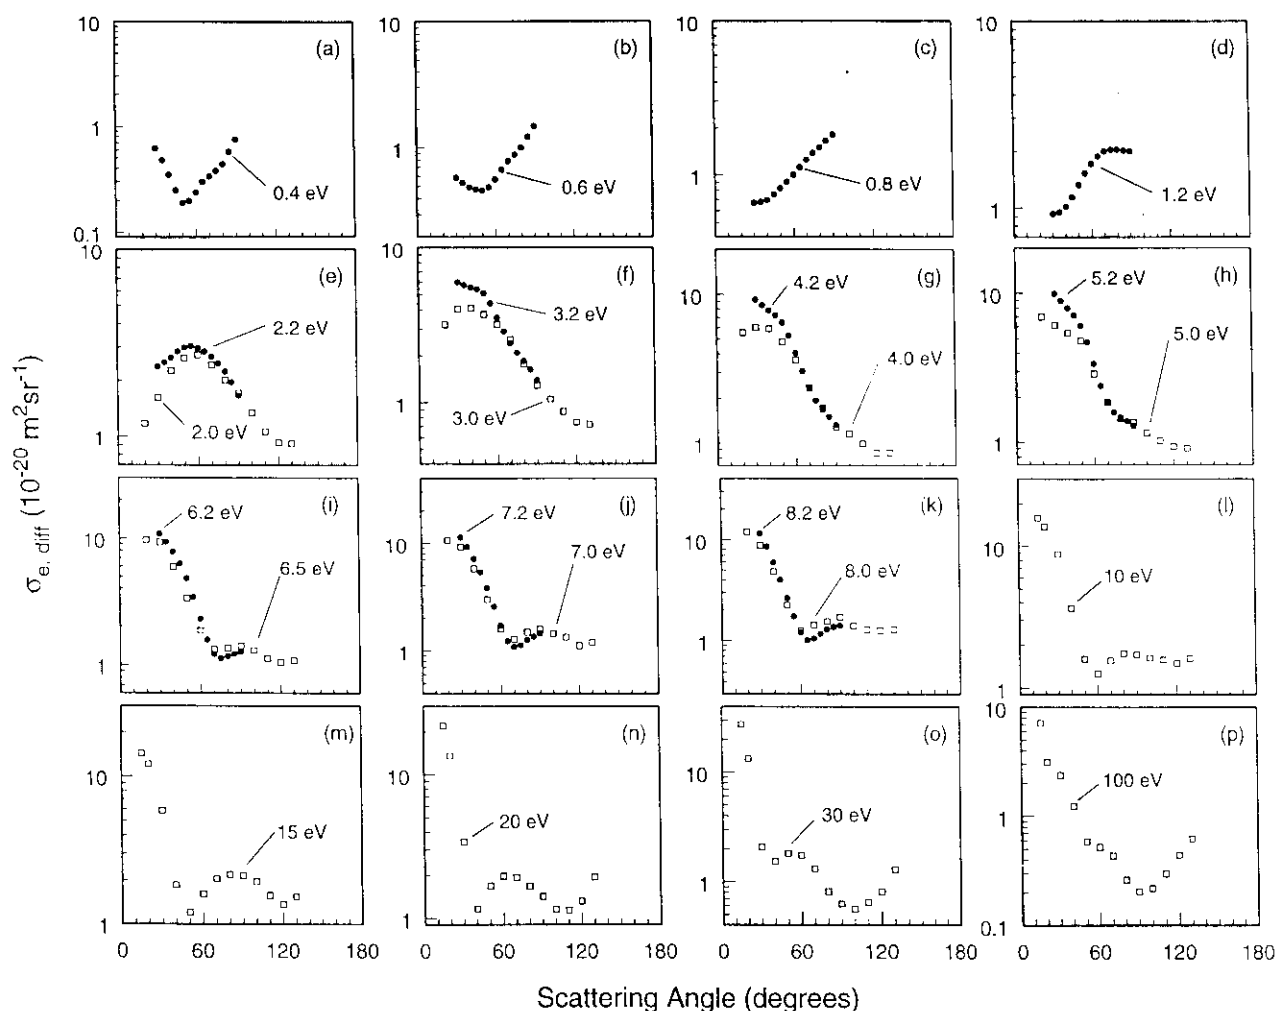 10 (a) 10 (b) 10 (c) 10 (d)
1 1 1 1
0.4 eV 0.6 eV 0.8 eV 1.2 eV
0.1
10 (e) (f) (g) (h)
10 4.2 eV 10 5.2 eV
2.2 eV 3.2 eV 4.0 eV 5.0 eV
1 2.0 eV 1 3.0 eV 1 1
(i) (j) (k) (l)
10 6.2 eV 10 7.2 eV 10 8.2 eV 10
6.5 eV 7.0 eV 8.0 eV 10 eV
1 1 1 1
(m) (n) (o) 10 (p)
10 10 10
15 eV 20 eV 30 eV 1 100 eV
1 1 1 0.1
0 60 120 0 60 120 0 60 120 0 60 120 180
σe, diff (10-20 m2sr-1)
Scattering Angle (degrees)